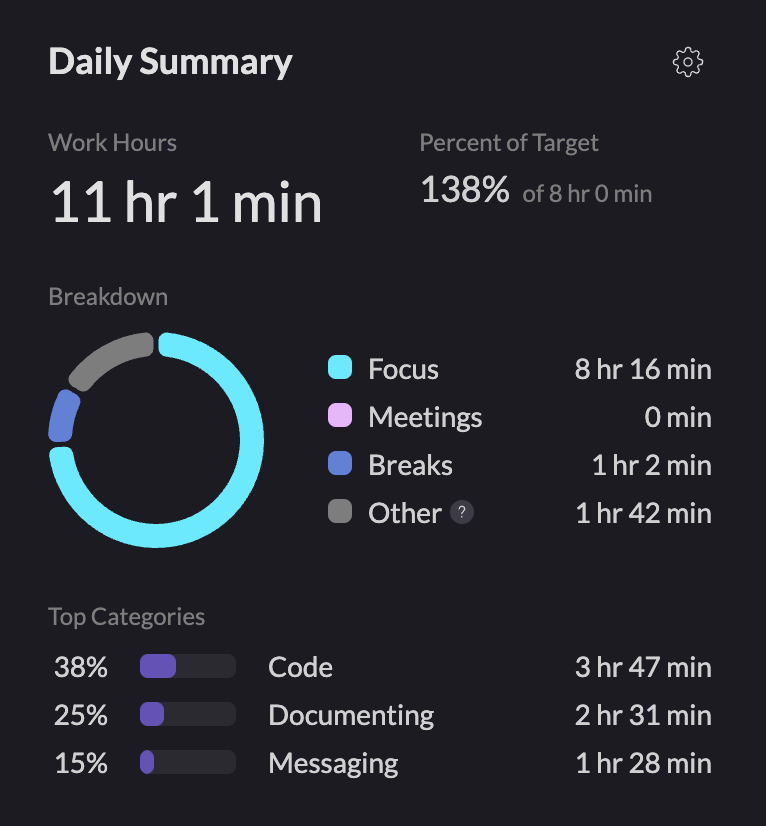 Daily Summary
Work Hours
11 hr 1 min
Percent of Target
138% of 8 hr 0 min
Breakdown
Focus 8 hr 16 min
Meetings 0 min
Breaks 1 hr 2 min
Other ? 1 hr 42 min
Top Categories
38% Code 3 hr 47 min
25% Documenting 2 hr 31 min
15% Messaging 1 hr 28 min